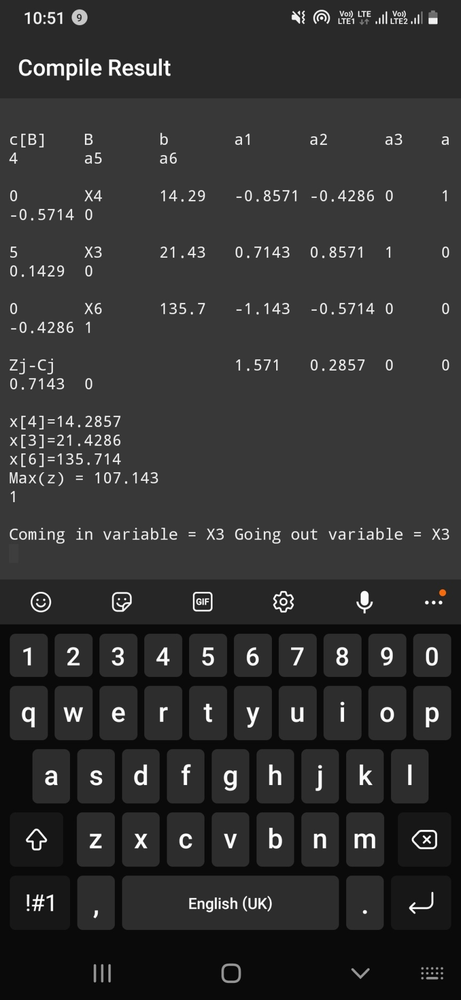 10:51 9 Vo)) LTE1 LTE Vo)) LTE2
Compile Result
c[B] B b a1 a2 a3 a
4 a5 a6
0 X4 14.29 -0.8571 -0.4286 0 1
-0.5714 0
5 X3 21.43 0.7143 0.8571 1 0
0.1429 0
0 X6 135.7 -1.143 -0.5714 0 0
-0.4286 1
Zj-Cj 1.571 0.2857 0 0
0.7143 0
x[4]=14.2857
x[3]=21.4286
x[6]=135.714
Max(z) = 107.143
1
Coming in variable = X3 Going out variable = X3
GIF
1 2 3 4 5 6 7 8 9 0
q w e r t y u i o p
a s d f g h j k l
z x c v b n m
!#1 , English (UK) .